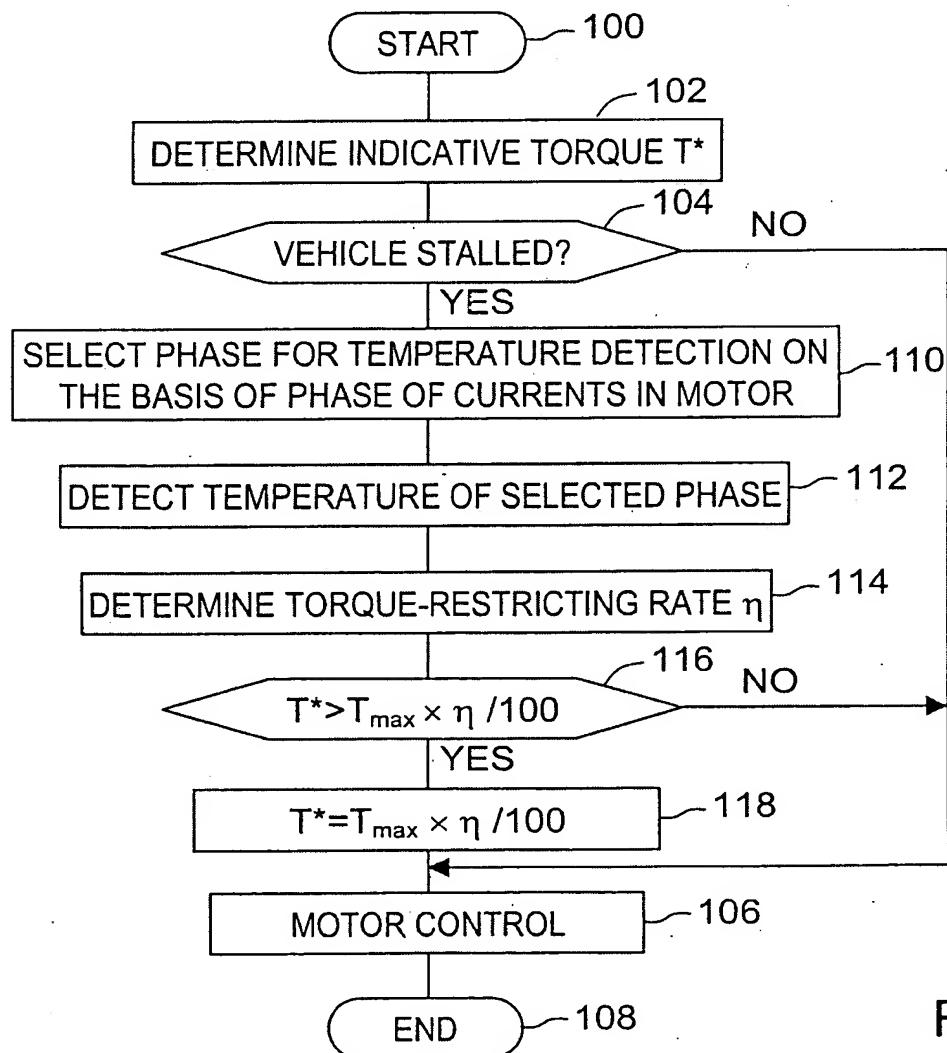 START
100
102
DETERMINE INDICATIVE TORQUE T*
104
VEHICLE STALLED?
NO
YES
SELECT PHASE FOR TEMPERATURE DETECTION ON
THE BASIS OF PHASE OF CURRENTS IN MOTOR
110
DETECT TEMPERATURE OF SELECTED PHASE
112
DETERMINE TORQUE-RESTRICTING RATE η
114
116
T*>Tmax × η /100
NO
YES
T*=Tmax × η /100
118
MOTOR CONTROL
106
END
108
F